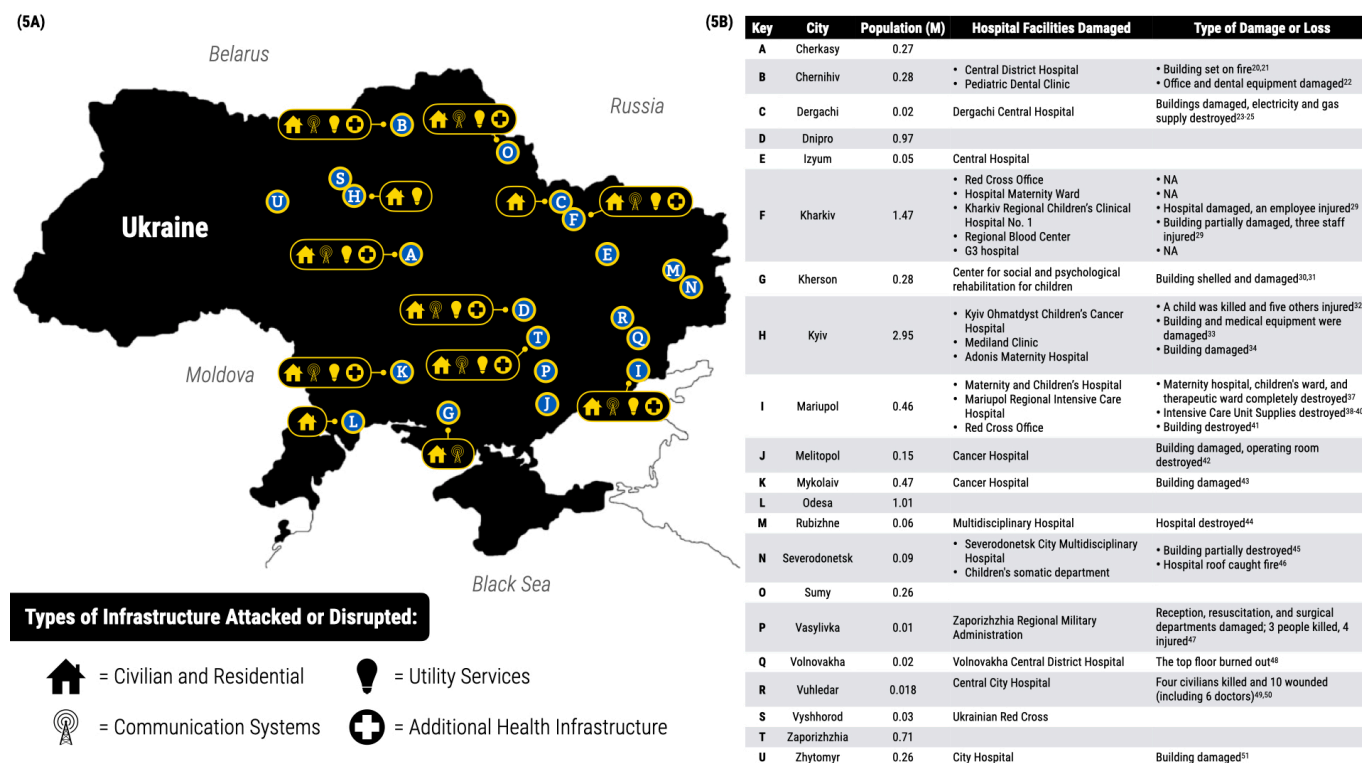 (5A)
Belarus
Russia
Ukraine
Moldova
Black Sea
B
O
S
H
U
C
F
A
E
M
N
D
R
T
Q
K
P
I
J
G
L
Types of Infrastructure Attacked or Disrupted:
= Civilian and Residential
= Utility Services
= Communication Systems
= Additional Health Infrastructure
(5B)
Key City Population (M) Hospital Facilities Damaged Type of Damage or Loss
A Cherkasy 0.27
B Chernihiv 0.28
• Central District Hospital
• Pediatric Dental Clinic
• Building set on fire20,21
• Office and dental equipment damaged22
C Dergachi 0.02 Dergachi Central Hospital
Buildings damaged, electricity and gas
supply destroyed23-25
D Dnipro 0.97
E Izyum 0.05 Central Hospital
F Kharkiv 1.47
• Red Cross Office
• Hospital Maternity Ward
• Kharkiv Regional Children's Clinical
Hospital No. 1
• Regional Blood Center
• G3 hospital
• NA
• NA
• Hospital damaged, an employee injured29
• Building partially damaged, three staff
injured29
• NA
G Kherson 0.28
Center for social and psychological
rehabilitation for children
Building shelled and damaged30,31
H Kyiv 2.95
• Kyiv Ohmatdyst Children's Cancer
Hospital
• Mediland Clinic
• Adonis Maternity Hospital
• A child was killed and five others injured32
• Building and medical equipment were
damaged33
• Building damaged34
I Mariupol 0.46
• Maternity and Children's Hospital
• Mariupol Regional Intensive Care
Hospital
• Red Cross Office
• Maternity hospital, children's ward, and
therapeutic ward completely destroyed37
• Intensive Care Unit Supplies destroyed38-40
• Building destroyed41
J Melitopol 0.15 Cancer Hospital
Building damaged, operating room
destroyed42
K Mykolaiv 0.47 Cancer Hospital Building damaged43
L Odesa 1.01
M Rubizhne 0.06 Multidisciplinary Hospital Hospital destroyed44
N Severodonetsk 0.09
• Severodonetsk City Multidisciplinary
Hospital
• Children's somatic department
• Building partially destroyed45
• Hospital roof caught fire46
O Sumy 0.26
P Vasylivka 0.01
Zaporizhzhia Regional Military
Administration
Reception, resuscitation, and surgical
departments damaged; 3 people killed, 4
injured47
Q Volnovakha 0.02 Volnovakha Central District Hospital The top floor burned out48
R Vuhledar 0.018 Central City Hospital
Four civilians killed and 10 wounded
(including 6 doctors)49,50
S Vyshhorod 0.03 Ukrainian Red Cross
T Zaporizhzhia 0.71
U Zhytomyr 0.26 City Hospital Building damaged51